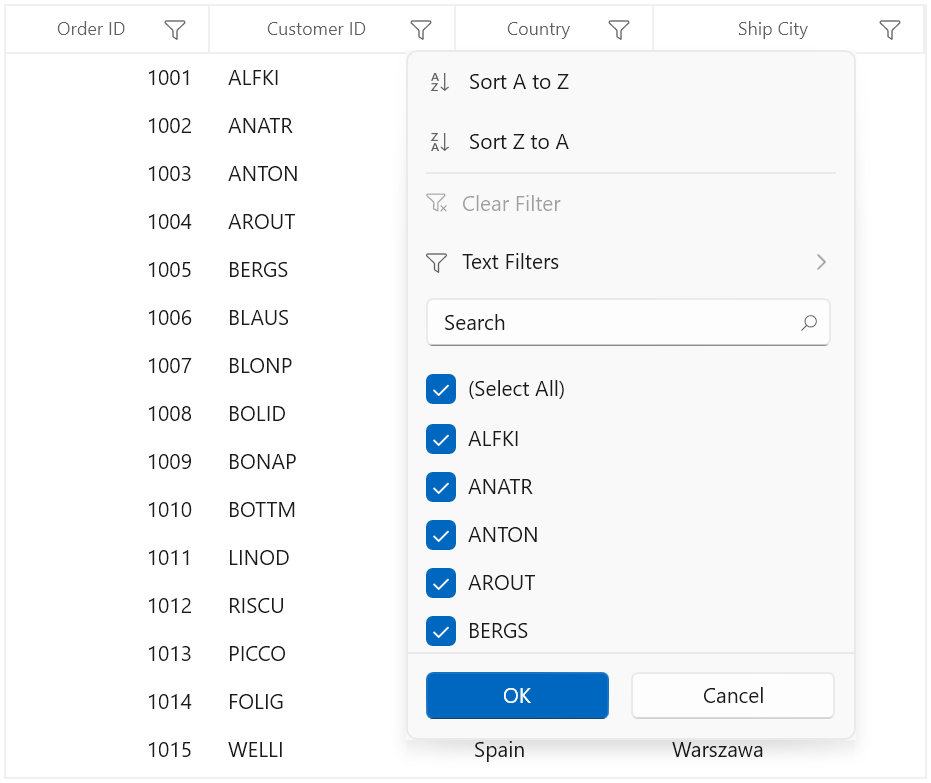 Order ID Customer ID Country Ship City
1001 ALFKI
Sort A to Z
1002 ANATR
Sort Z to A
1003 ANTON
Clear Filter
1004 AROUT
Text Filters
1005 BERGS
1006 BLAUS
Search
1007 BLONP
(Select All)
1008 BOLID
ALFKI
1009 BONAP
ANATR
1010 BOTTM
ANTON
1011 LINOD
AROUT
1012 RISCU
BERGS
1013 PICCO
1014 FOLIG
OK Cancel
1015 WELLI Spain Warszawa